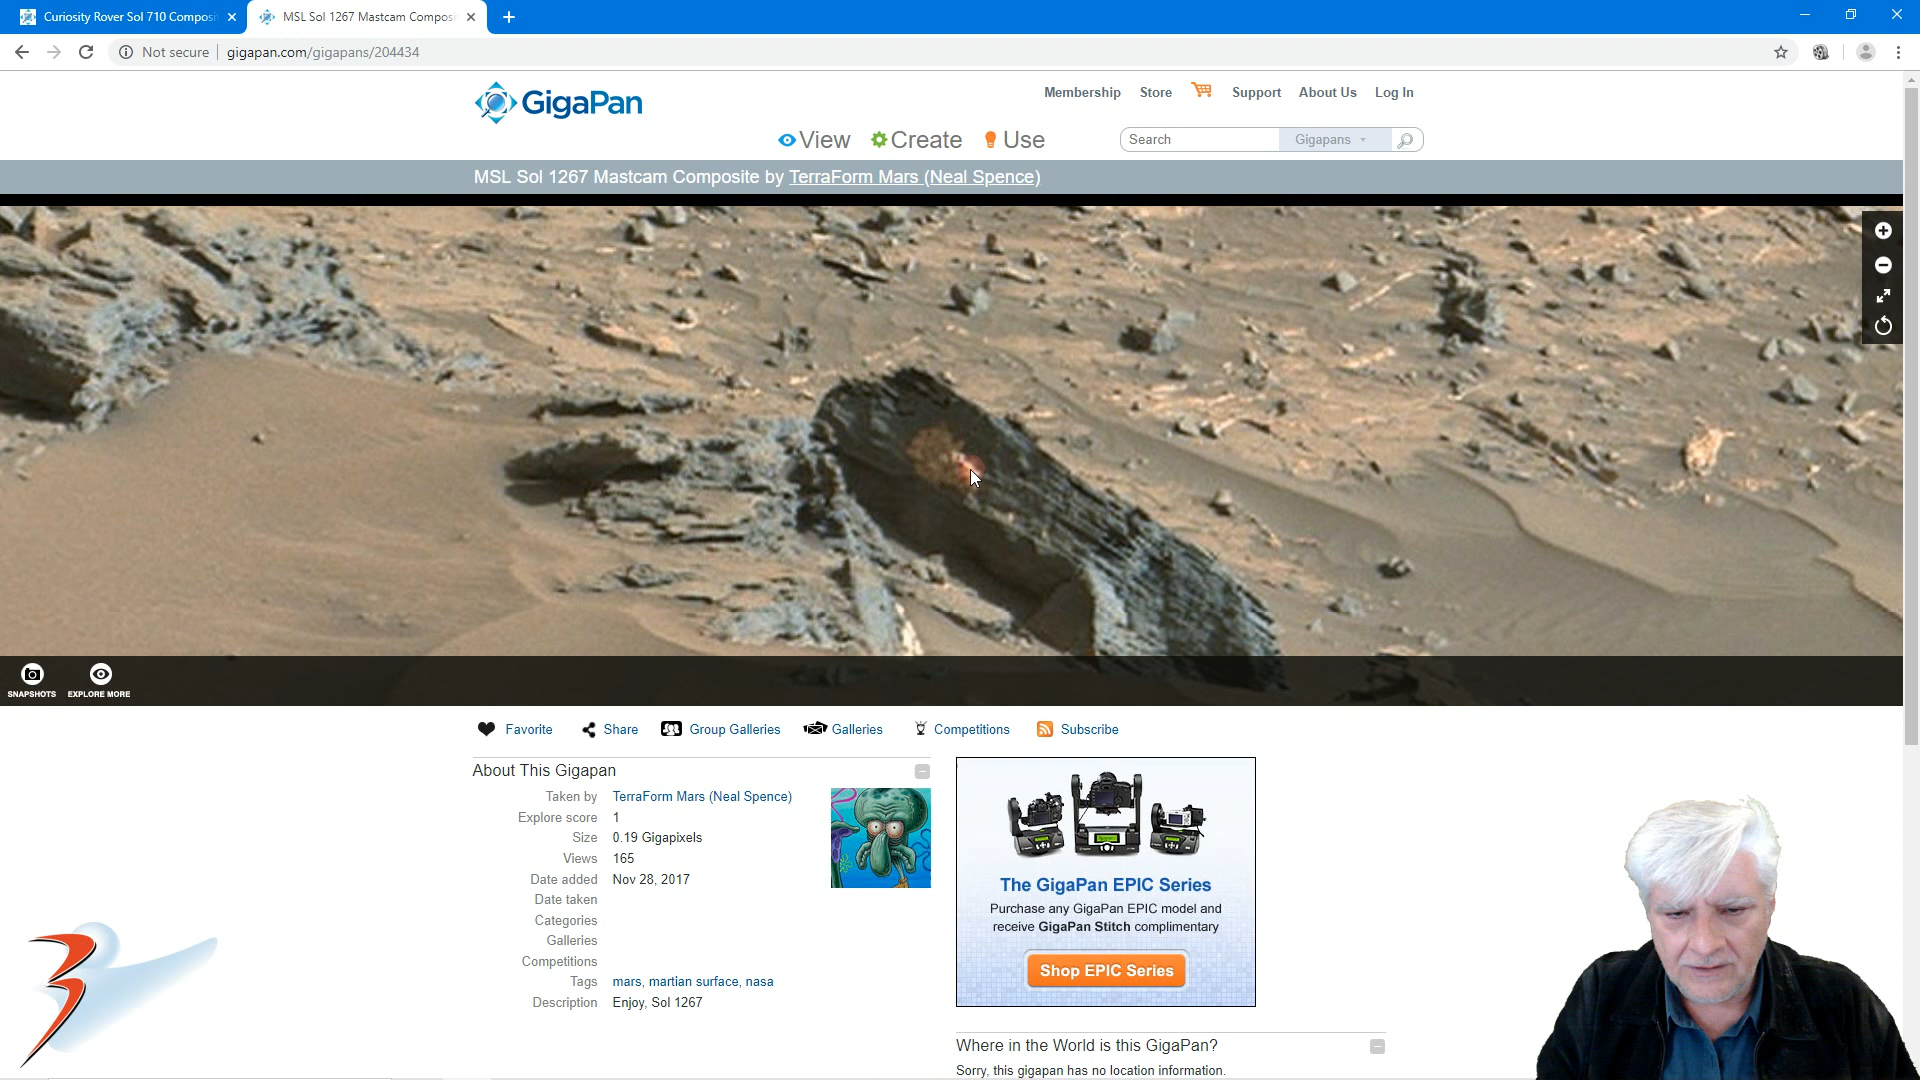 Curiosity Rover Sol 710 Composi
MSL Sol 1267 Mastcam Compos
Not secure
gigapan.com/gigapans/204434
GigaPan
Membership Store Support About Us Log In
View Create Use
Search Gigapans
MSL Sol 1267 Mastcam Composite by TerraForm Mars (Neal Spence)
SNAPSHOTS EXPLORE MORE
Favorite Share Group Galleries Galleries Competitions Subscribe
About This Gigapan
Taken by TerraForm Mars (Neal Spence)
Explore score 1
Size 0.19 Gigapixels
Views 165
Date added Nov 28, 2017
Date taken
Categories
Galleries
Competitions
Tags mars, martian surface, nasa
Description Enjoy, Sol 1267
The GigaPan EPIC Series
Purchase any GigaPan EPIC model and
receive GigaPan Stitch complimentary
Shop EPIC Series
Where in the World is this GigaPan?
Sorry, this gigapan has no location information.